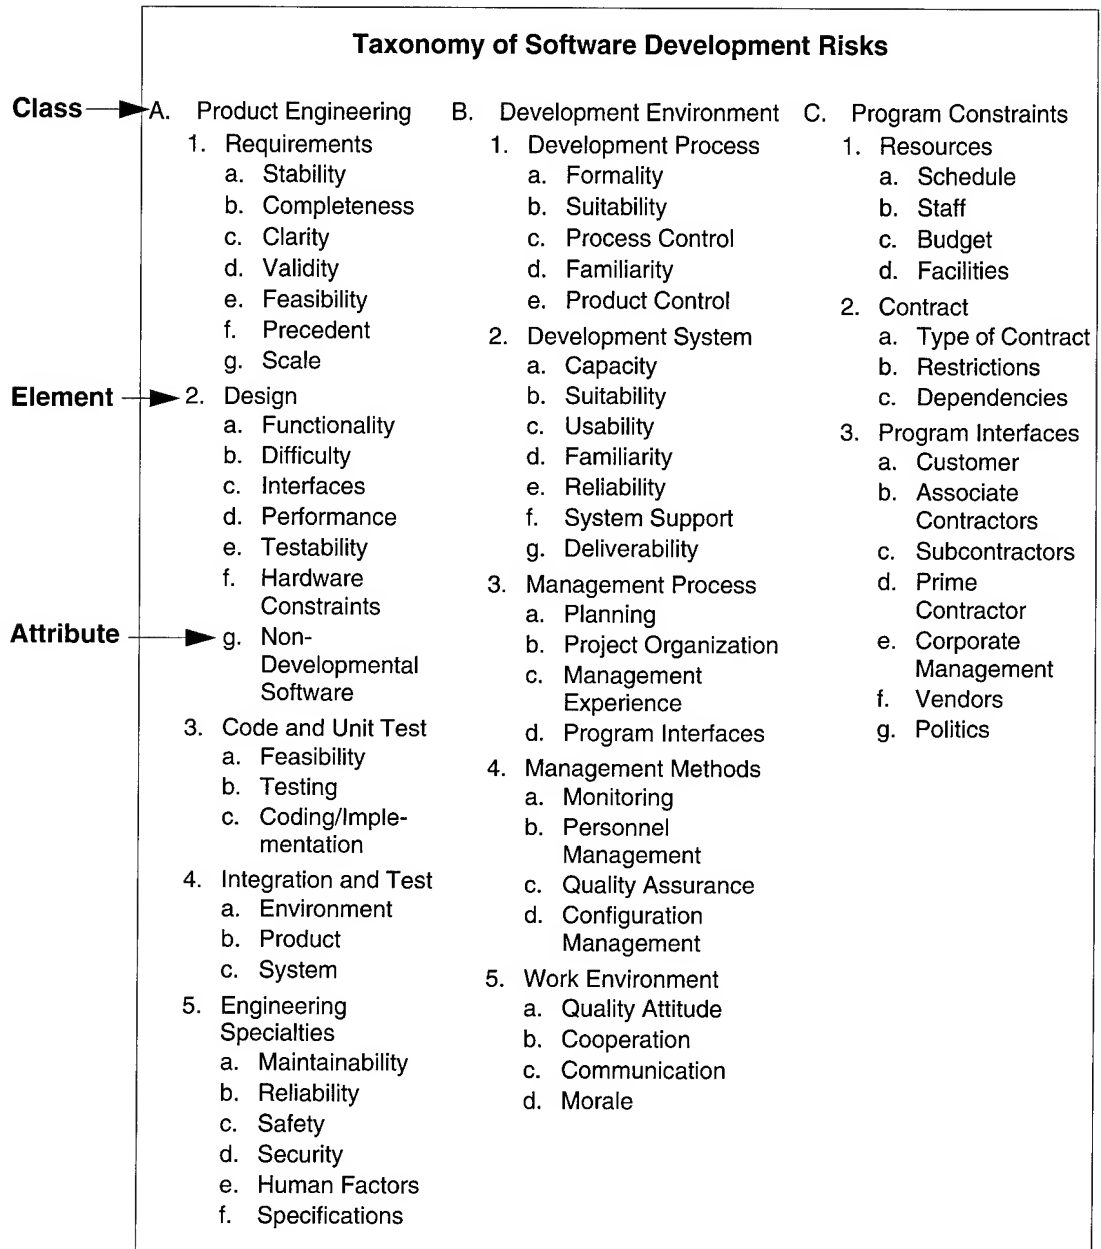 Taxonomy of Software Development Risks
Class
A. Product Engineering
1. Requirements
a. Stability
b. Completeness
c. Clarity
d. Validity
e. Feasibility
f. Precedent
g. Scale
Element
2. Design
a. Functionality
b. Difficulty
c. Interfaces
d. Performance
e. Testability
f. Hardware
Constraints
Attribute
g. Non-
Developmental
Software
3. Code and Unit Test
a. Feasibility
b. Testing
c. Coding/Imple-
mentation
4. Integration and Test
a. Environment
b. Product
c. System
5. Engineering
Specialties
a. Maintainability
b. Reliability
c. Safety
d. Security
e. Human Factors
f. Specifications
B. Development Environment
1. Development Process
a. Formality
b. Suitability
c. Process Control
d. Familiarity
e. Product Control
2. Development System
a. Capacity
b. Suitability
c. Usability
d. Familiarity
e. Reliability
f. System Support
g. Deliverability
3. Management Process
a. Planning
b. Project Organization
c. Management
Experience
d. Program Interfaces
4. Management Methods
a. Monitoring
b. Personnel
Management
c. Quality Assurance
d. Configuration
Management
5. Work Environment
a. Quality Attitude
b. Cooperation
c. Communication
d. Morale
C. Program Constraints
1. Resources
a. Schedule
b. Staff
c. Budget
d. Facilities
2. Contract
a. Type of Contract
b. Restrictions
c. Dependencies
3. Program Interfaces
a. Customer
b. Associate
Contractors
c. Subcontractors
d. Prime
Contractor
e. Corporate
Management
f. Vendors
g. Politics